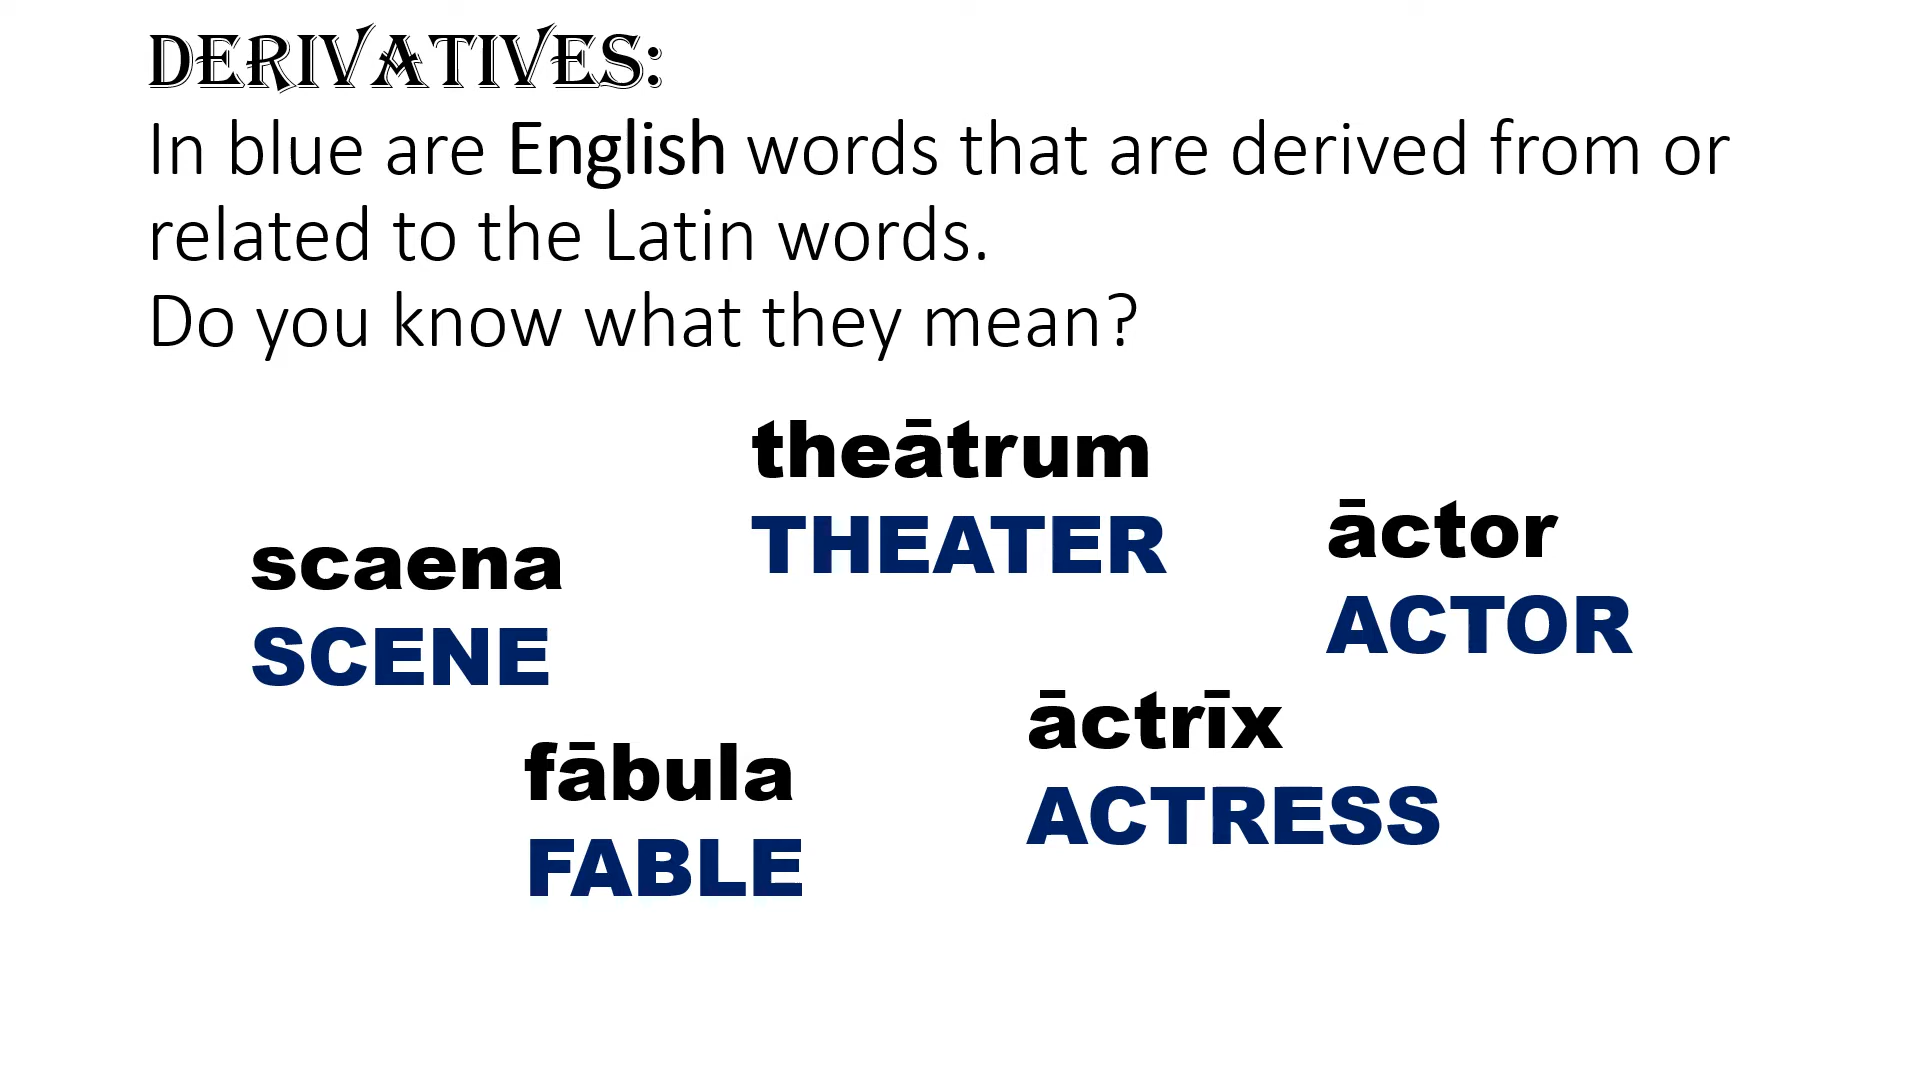 DERIVATIVES:
In blue are English words that are derived from or
related to the Latin words.
Do you know what they mean?
theātrum
THEATER
āctor
ACTOR
scaena
SCENE
āctrīx
ACTRESS
fābula
FABLE